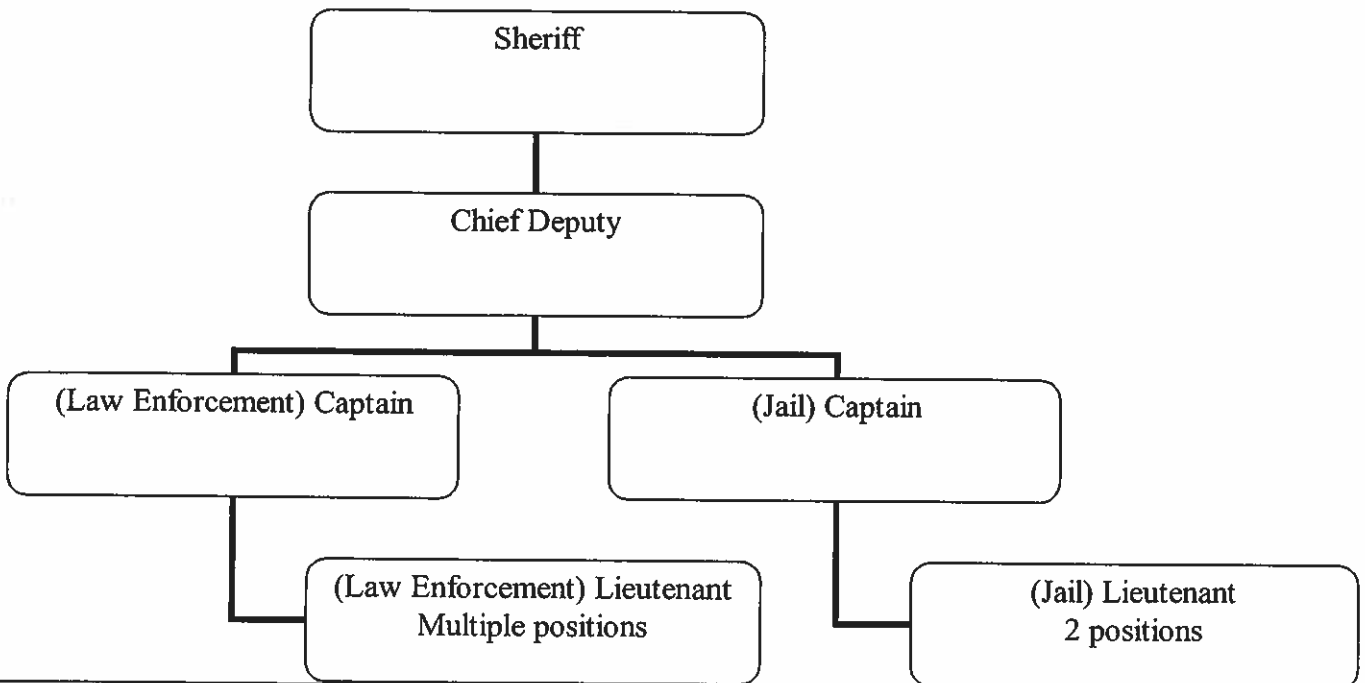 Sheriff
Chief Deputy
(Law Enforcement) Captain
(Jail) Captain
(Law Enforcement) Lieutenant
Multiple positions
(Jail) Lieutenant
2 positions